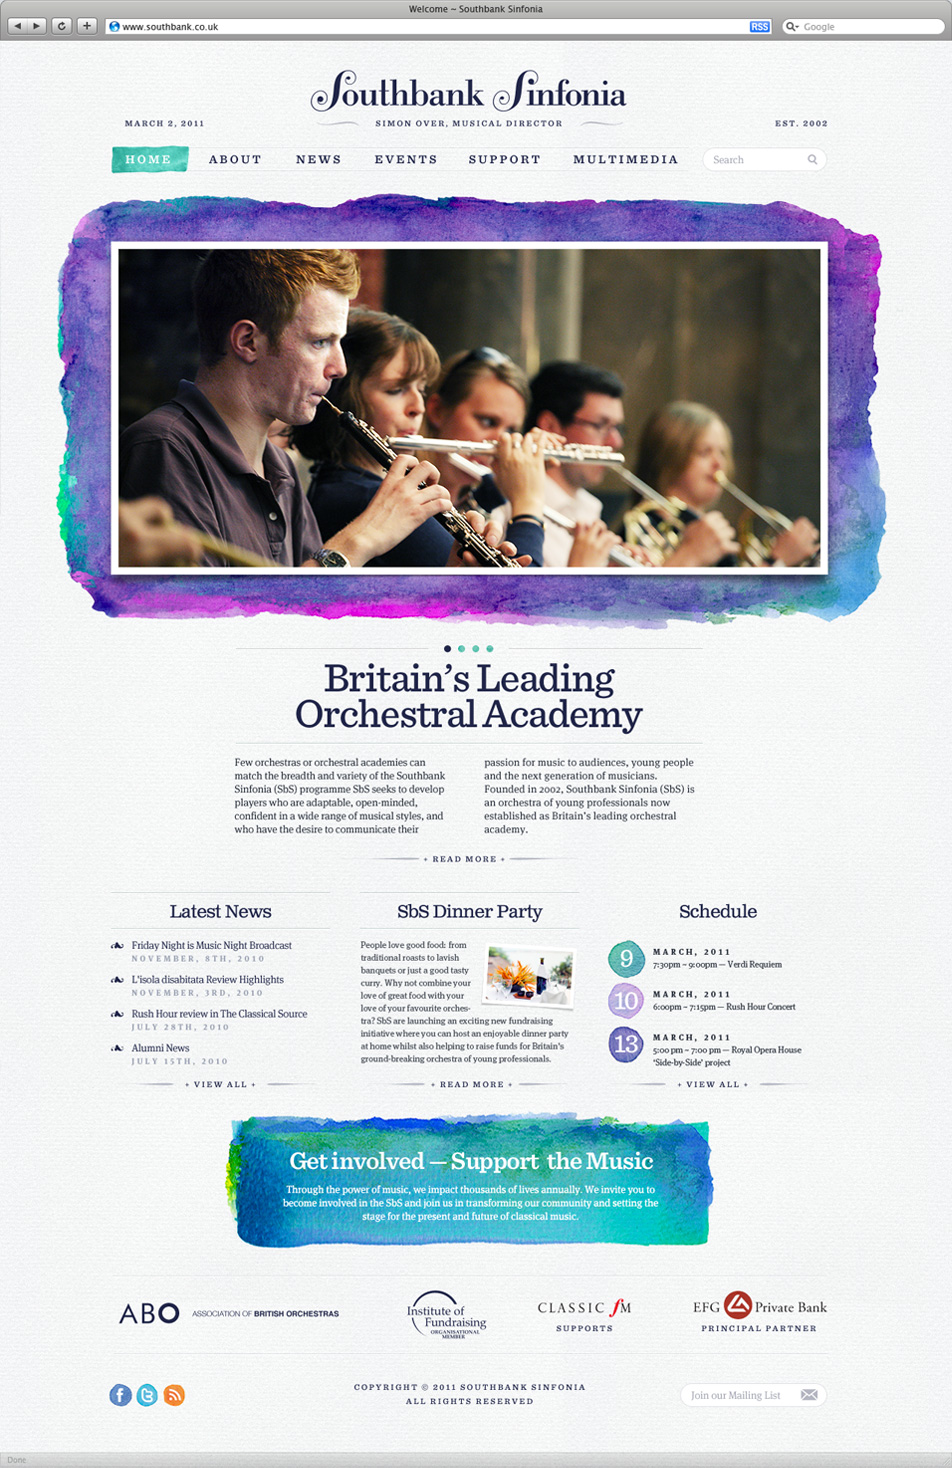 Welcome ~ Southbank Sinfonia
www.southbank.co.uk
RSS
Google
Southbank Sinfonia
MARCH 2, 2011
SIMON OVER, MUSICAL DIRECTOR
EST. 2002
HOME
ABOUT
NEWS
EVENTS
SUPPORT
MULTIMEDIA
Search
Britain's Leading
Orchestral Academy
Few orchestras or orchestral academies can
match the breadth and variety of the Southbank
Sinfonia (SbS) programme SbS seeks to develop
players who are adaptable, open-minded,
confident in a wide range of musical styles, and
who have the desire to communicate their
passion for music to audiences, young people
and the next generation of musicians.
Founded in 2002, Southbank Sinfonia (SbS) is
an orchestra of young professionals now
established as Britain's leading orchestral
academy.
+ READ MORE +
Latest News
Friday Night is Music Night Broadcast
NOVEMBER, 8TH, 2010
L'isola disabitata Review Highlights
NOVEMBER, 3RD, 2010
Rush Hour review in The Classical Source
JULY 28TH, 2010
Alumni News
JULY 15TH, 2010
+ VIEW ALL +
SbS Dinner Party
People love good food: from
traditional roasts to lavish
banquets or just a good tasty
curry. Why not combine your
love of great food with your
love of your favourite orches-
tra? SbS are launching an exciting new fundraising
initiative where you can host an enjoyable dinner party
at home whilst also helping to raise funds for Britain's
ground-breaking orchestra of young professionals.
+ READ MORE +
Schedule
9
MARCH, 2011
7:30pm – 9:00pm — Verdi Requiem
10
MARCH, 2011
6:00pm – 7:15pm — Rush Hour Concert
13
MARCH, 2011
5:00 pm – 7:00 pm — Royal Opera House
'Side-by-Side' project
+ VIEW ALL +
Get involved — Support the Music
Through the power of music, we impact thousands of lives annually. We invite you to
become involved in the SbS and join us in transforming our community and setting the
stage for the present and future of classical music.
ABO ASSOCIATION OF BRITISH ORCHESTRAS
Institute of
Fundraising
ORGANISATIONAL
MEMBER
CLASSIC fM
SUPPORTS
EFG Private Bank
PRINCIPAL PARTNER
COPYRIGHT © 2011 SOUTHBANK SINFONIA
ALL RIGHTS RESERVED
Join our Mailing List
Done